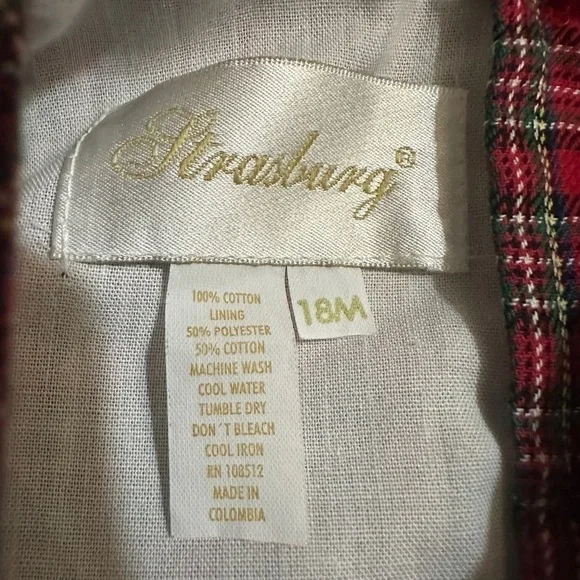 Strasburg®
18M
100% COTTON
LINING
50% POLYESTER
50% COTTON
MACHINE WASH
COOL WATER
TUMBLE DRY
DON´T BLEACH
COOL IRON
RN 108512
MADE IN
COLOMBIA